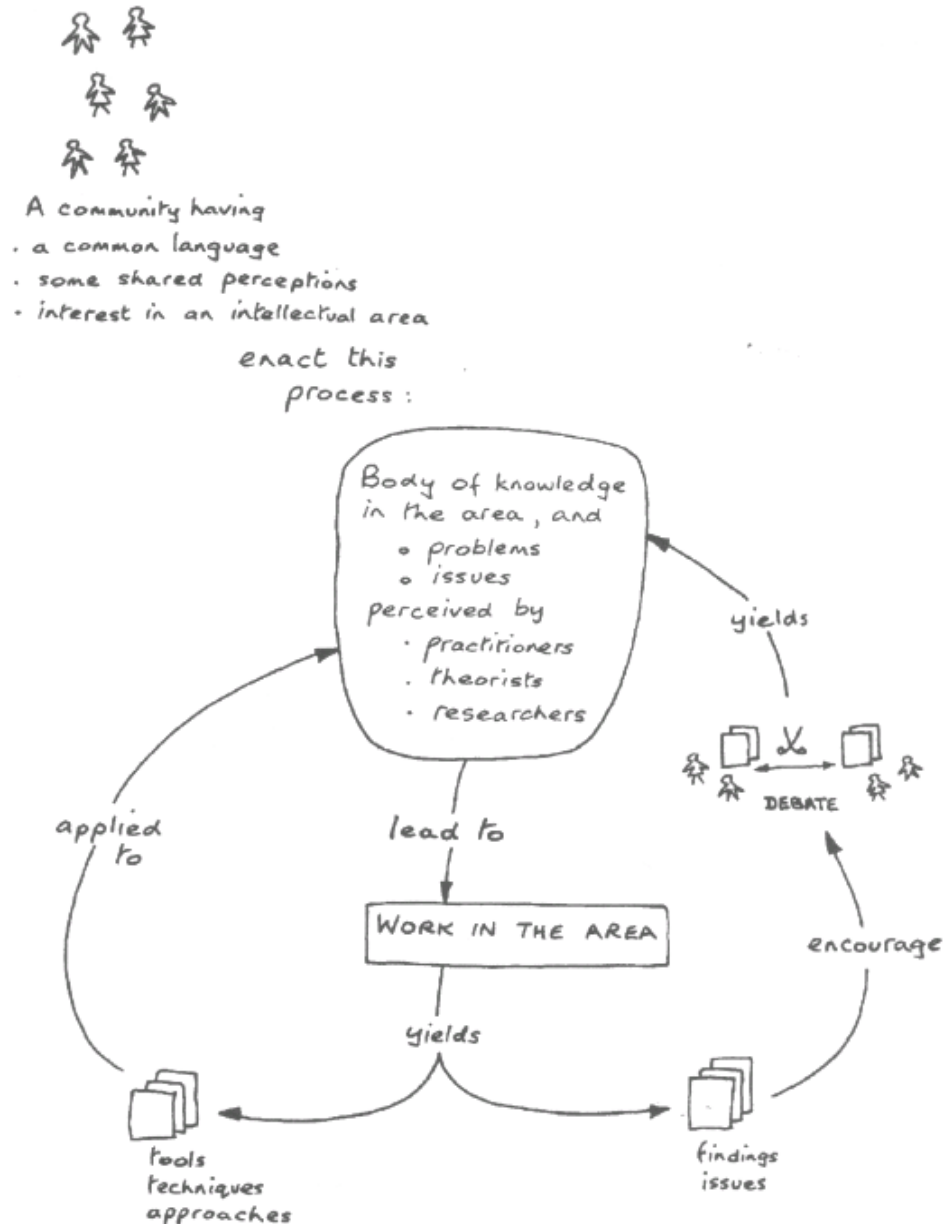 A community having
· a common language
· some shared perceptions
· interest in an intellectual area
enact this
process :
Body of knowledge
in the area, and
• problems
• issues
perceived by
· practitioners
· theorists
· researchers
yields
DEBATE
applied
to
lead to
WORK IN THE AREA
encourage
yields
tools
techniques
approaches
findings
issues